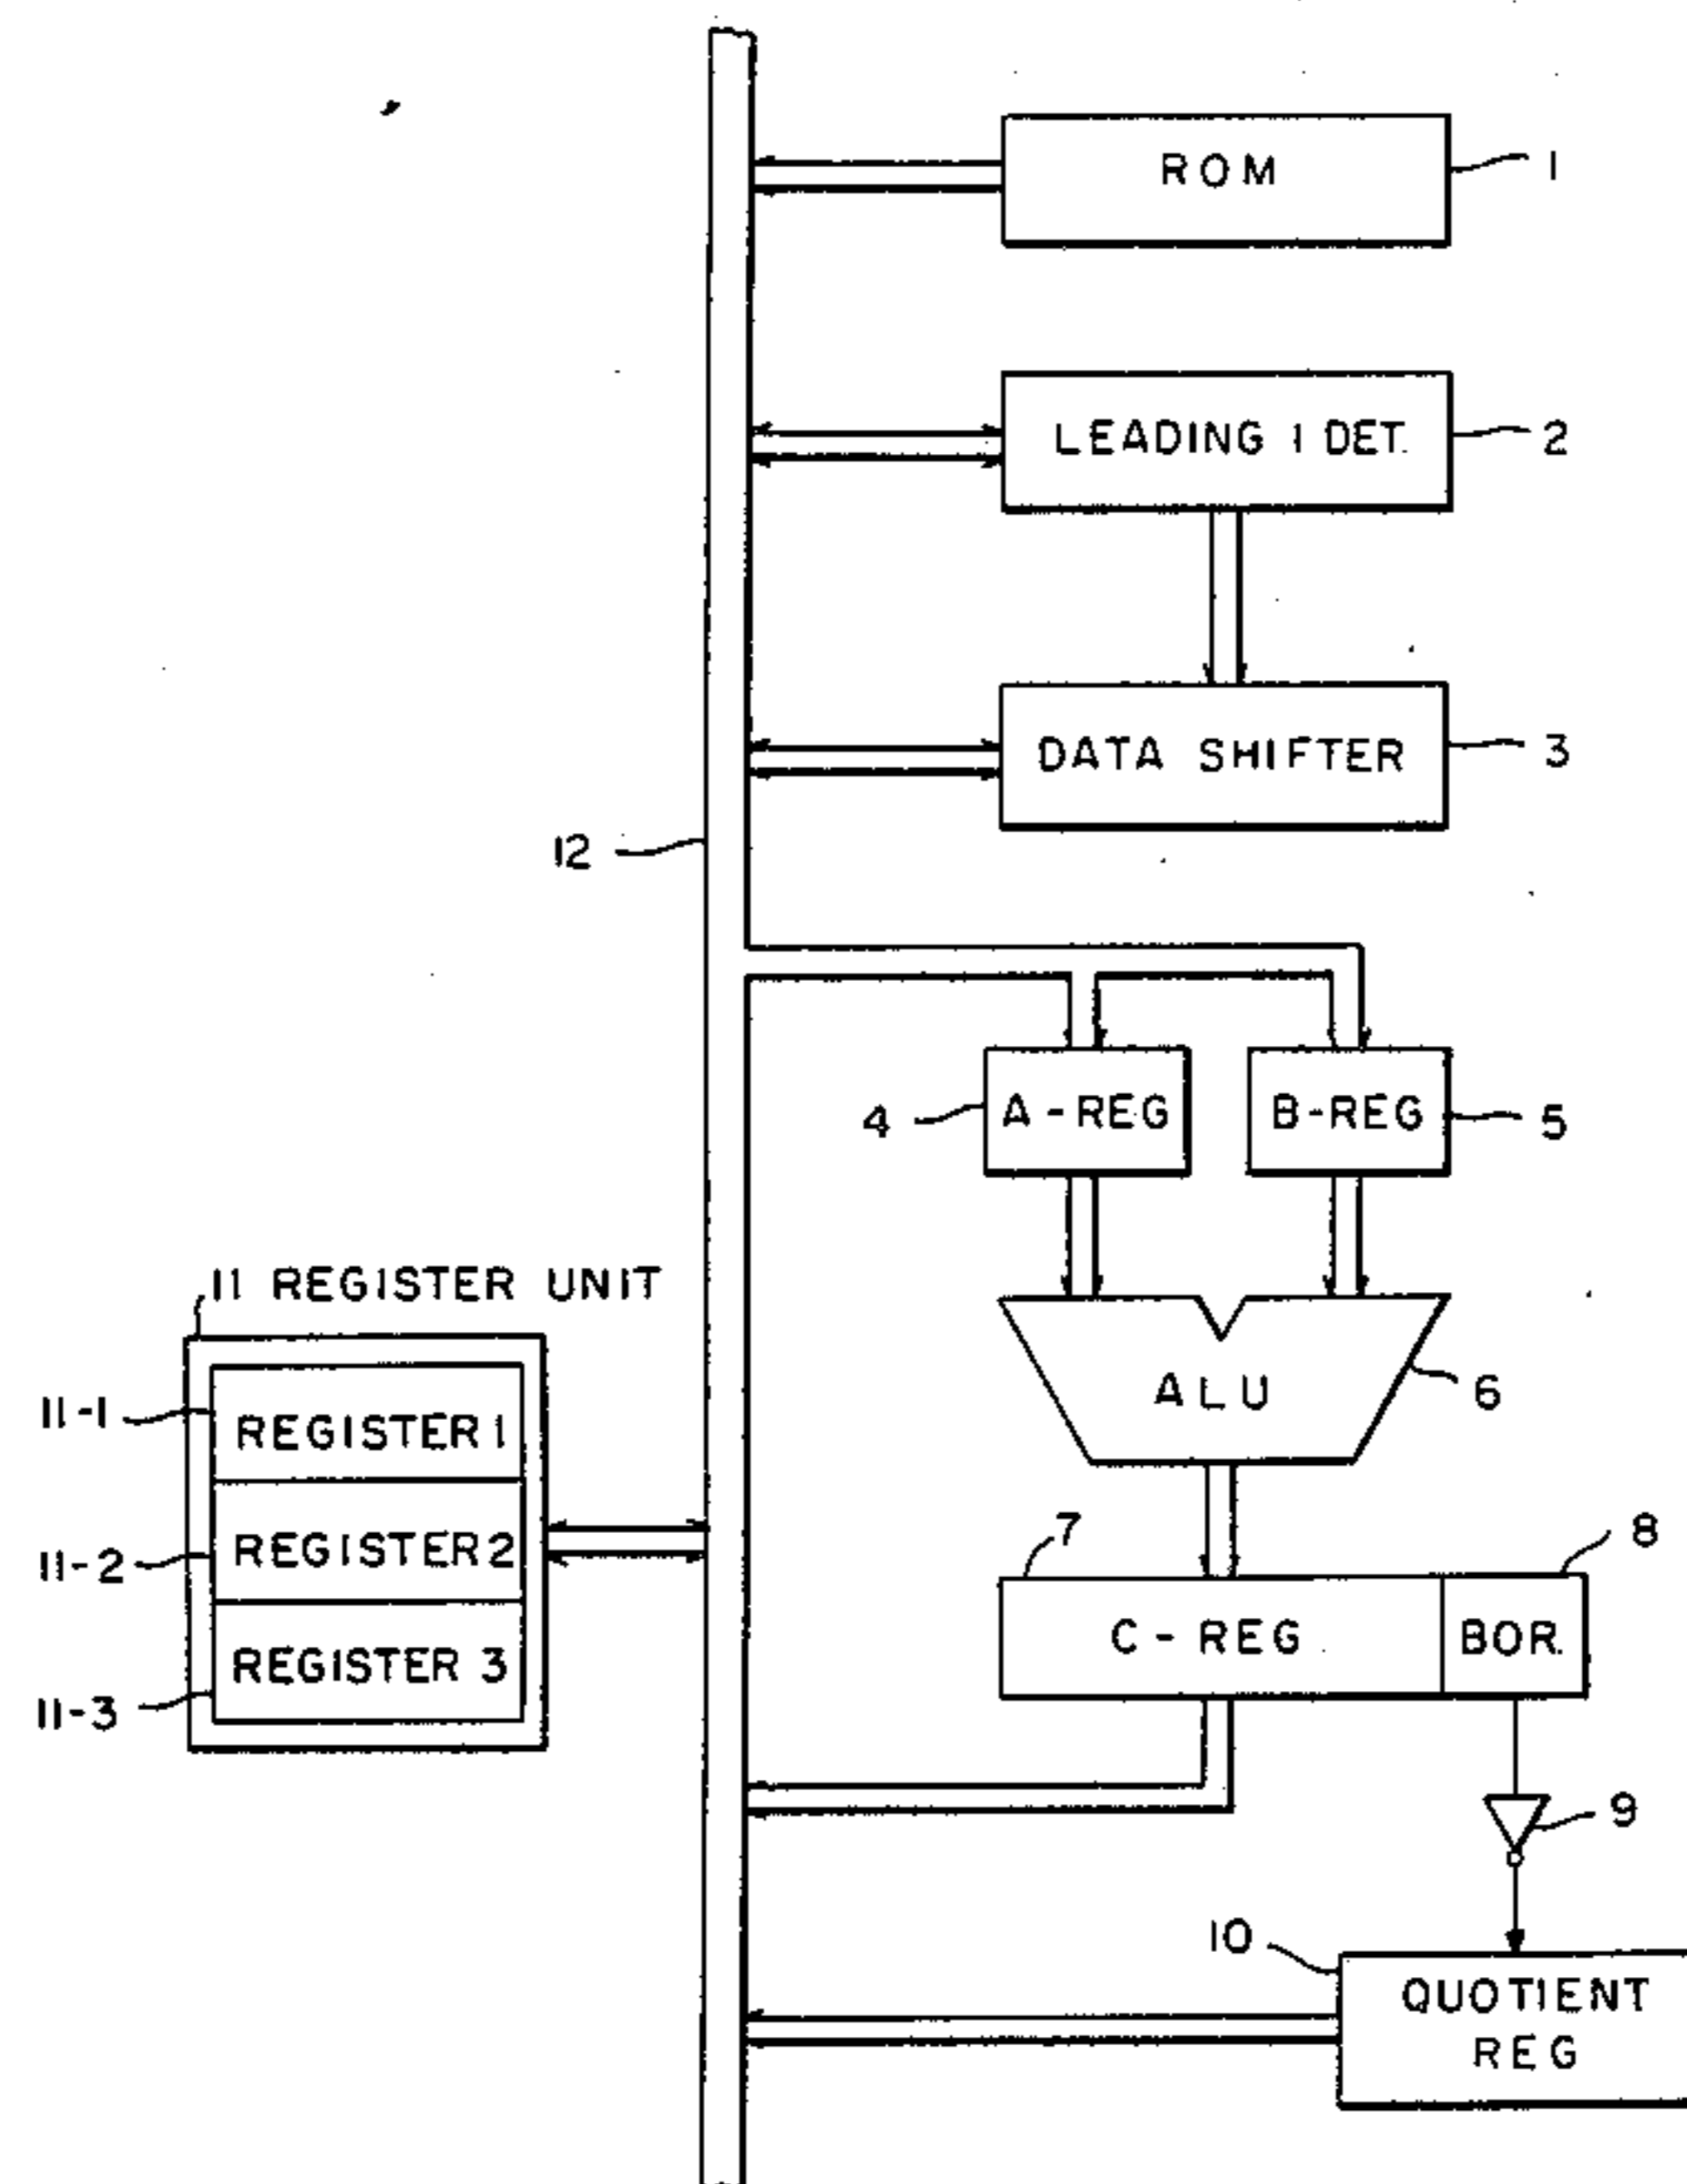 ROM
1
LEADING 1 DET.
2
DATA SHIFTER
3
12
4
A-REG
B-REG
5
11 REGISTER UNIT
11-1
REGISTER 1
ALU
6
11-2
REGISTER 2
7
8
C-REG
BOR.
11-3
REGISTER 3
9
10
QUOTIENT
REG